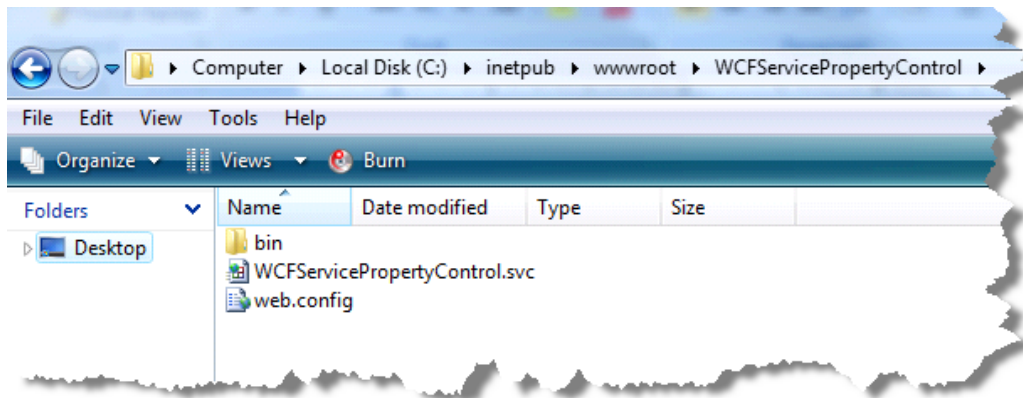 Computer Local Disk (C:) inetpub wwwroot WCFServicePropertyControl
File Edit View Tools Help
Organize Views Burn
Folders Name Date modified Type Size
Desktop
bin
WCFServicePropertyControl.svc
web.config